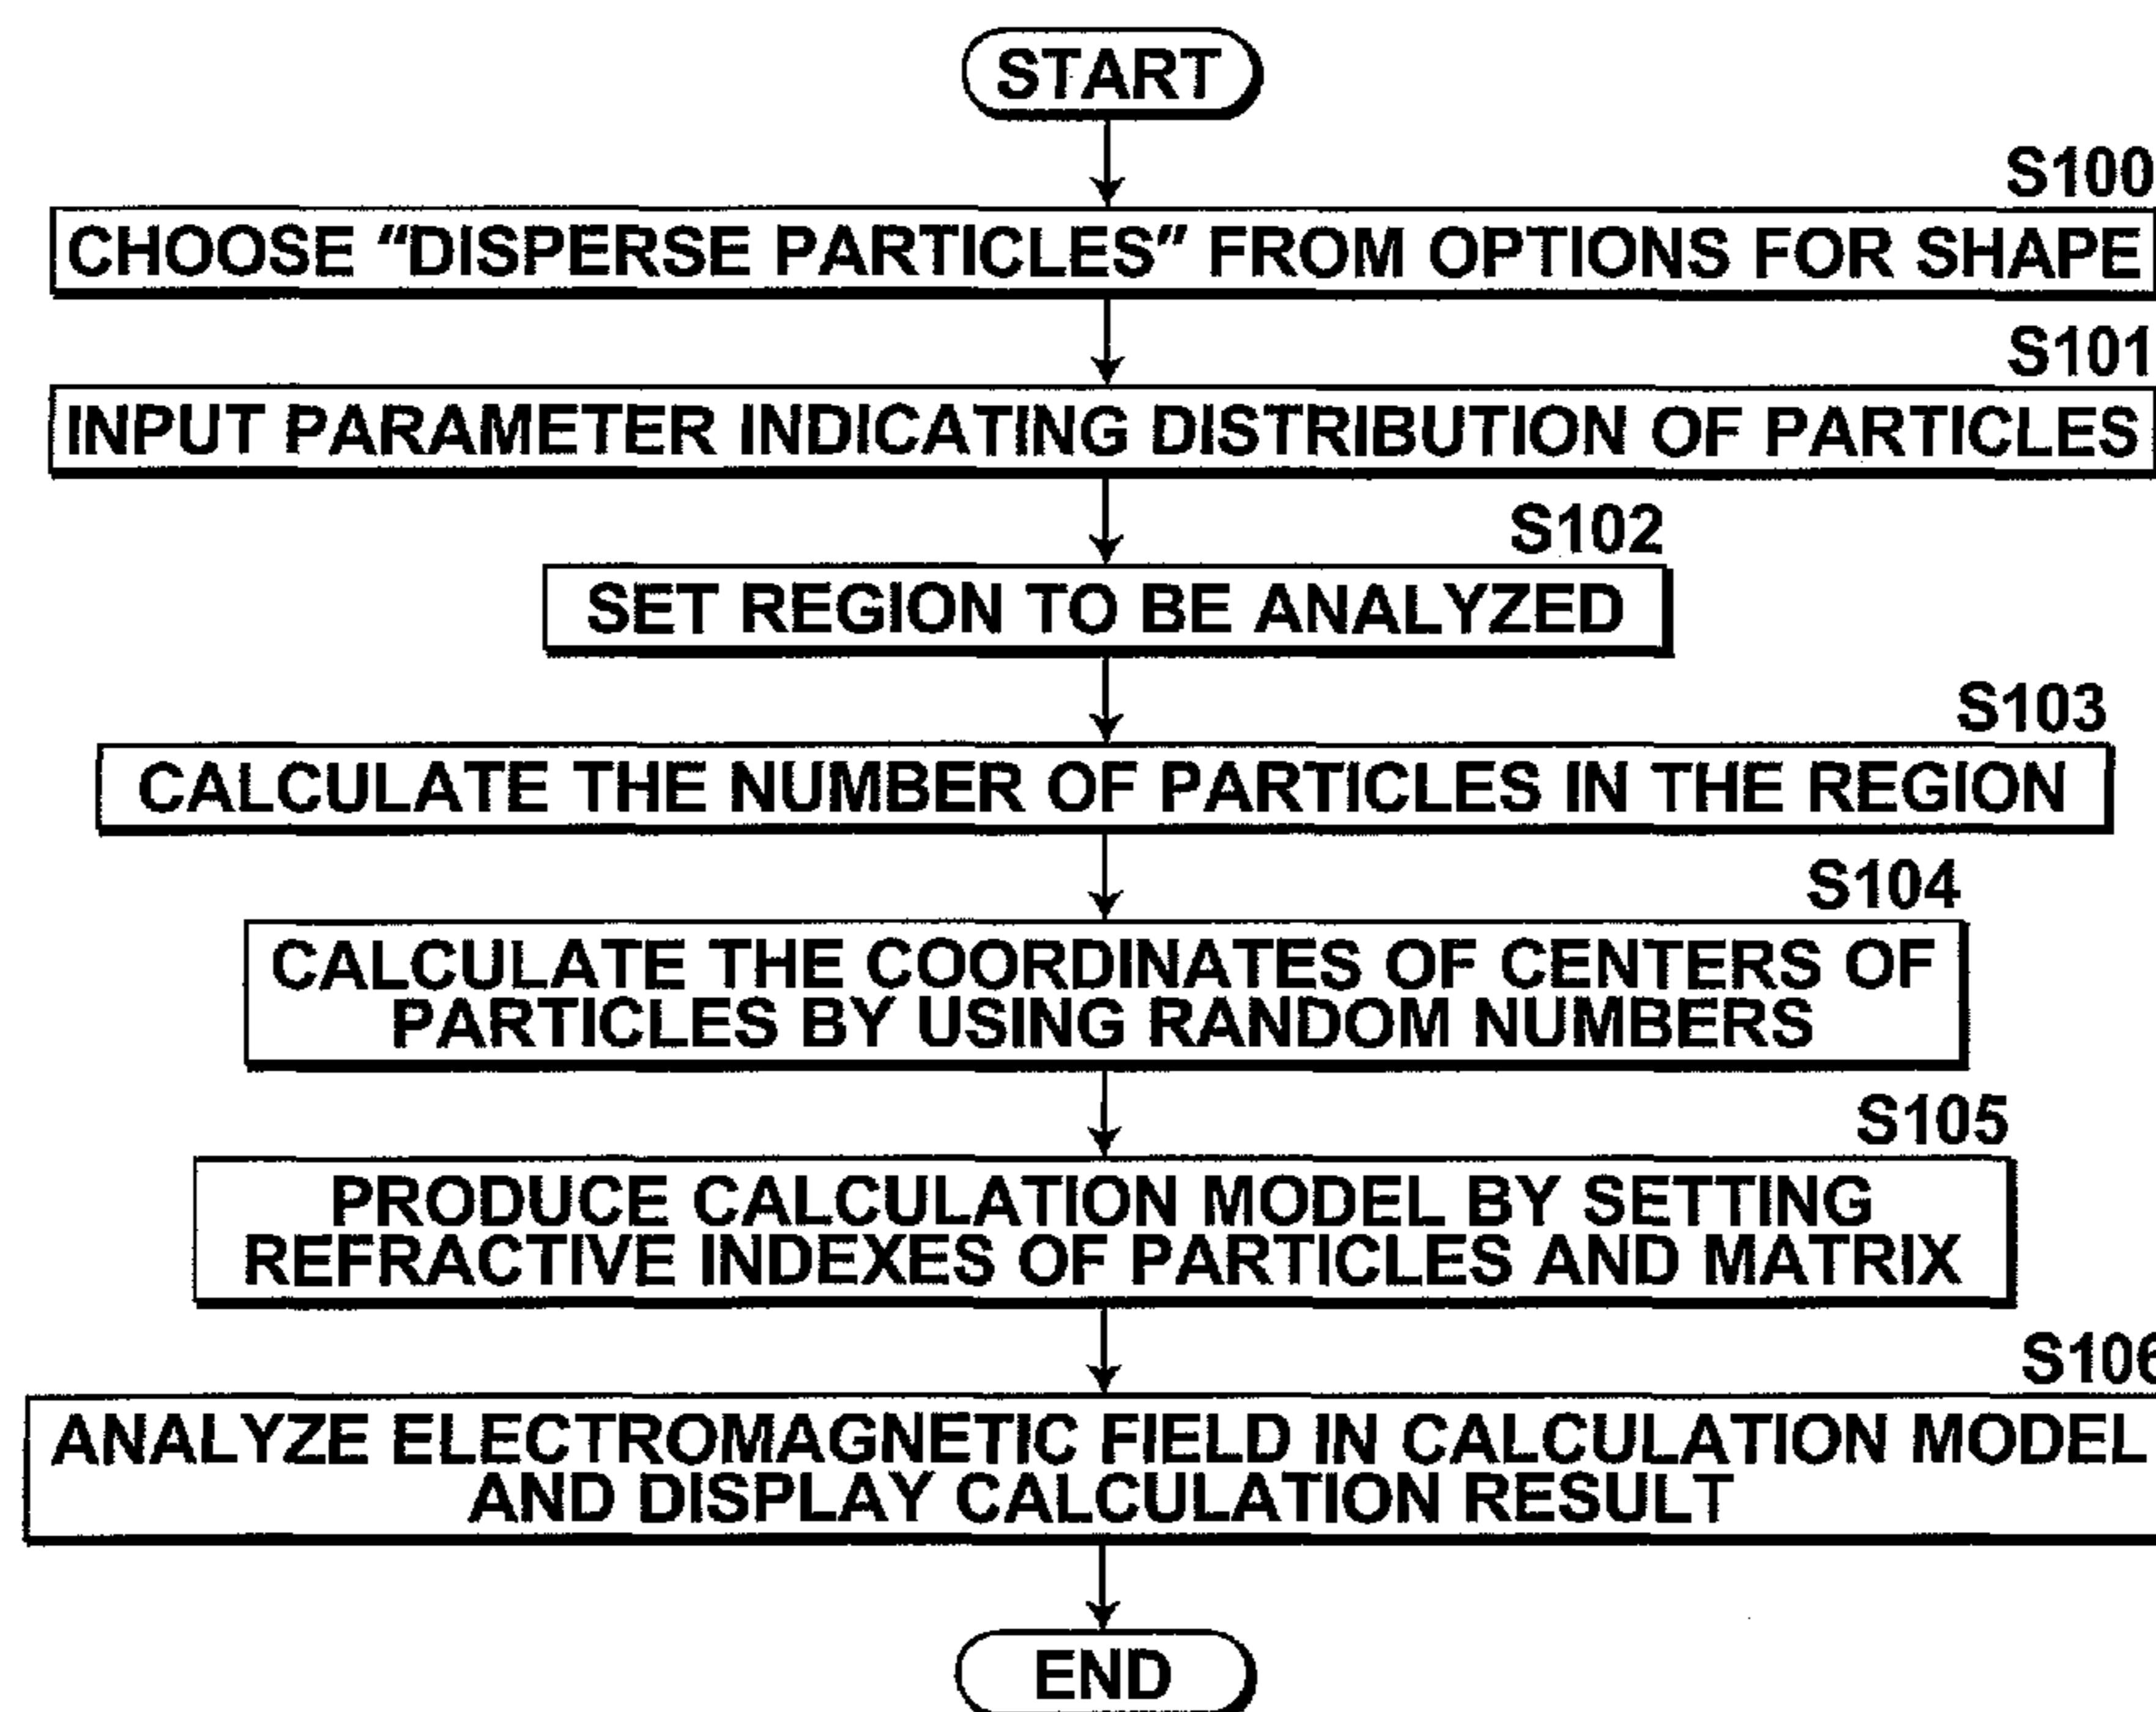 START
S100
CHOOSE "DISPERSE PARTICLES" FROM OPTIONS FOR SHAPE
S101
INPUT PARAMETER INDICATING DISTRIBUTION OF PARTICLES
S102
SET REGION TO BE ANALYZED
S103
CALCULATE THE NUMBER OF PARTICLES IN THE REGION
S104
CALCULATE THE COORDINATES OF CENTERS OF
PARTICLES BY USING RANDOM NUMBERS
S105
PRODUCE CALCULATION MODEL BY SETTING
REFRACTIVE INDEXES OF PARTICLES AND MATRIX
S106
ANALYZE ELECTROMAGNETIC FIELD IN CALCULATION MODEL
AND DISPLAY CALCULATION RESULT
END